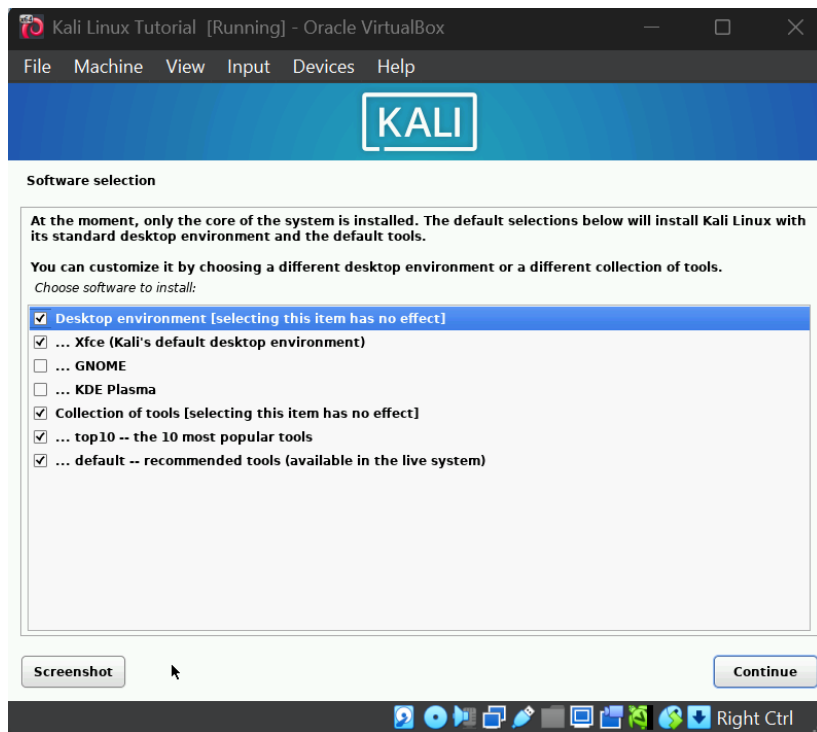 Kali Linux Tutorial [Running] - Oracle VirtualBox
File Machine View Input Devices Help
KALI
Software selection
At the moment, only the core of the system is installed. The default selections below will install Kali Linux with
its standard desktop environment and the default tools.
You can customize it by choosing a different desktop environment or a different collection of tools.
Choose software to install:
Desktop environment [selecting this item has no effect]
... Xfce (Kali's default desktop environment)
... GNOME
... KDE Plasma
Collection of tools [selecting this item has no effect]
... top10 -- the 10 most popular tools
... default -- recommended tools (available in the live system)
Screenshot Continue
Right Ctrl